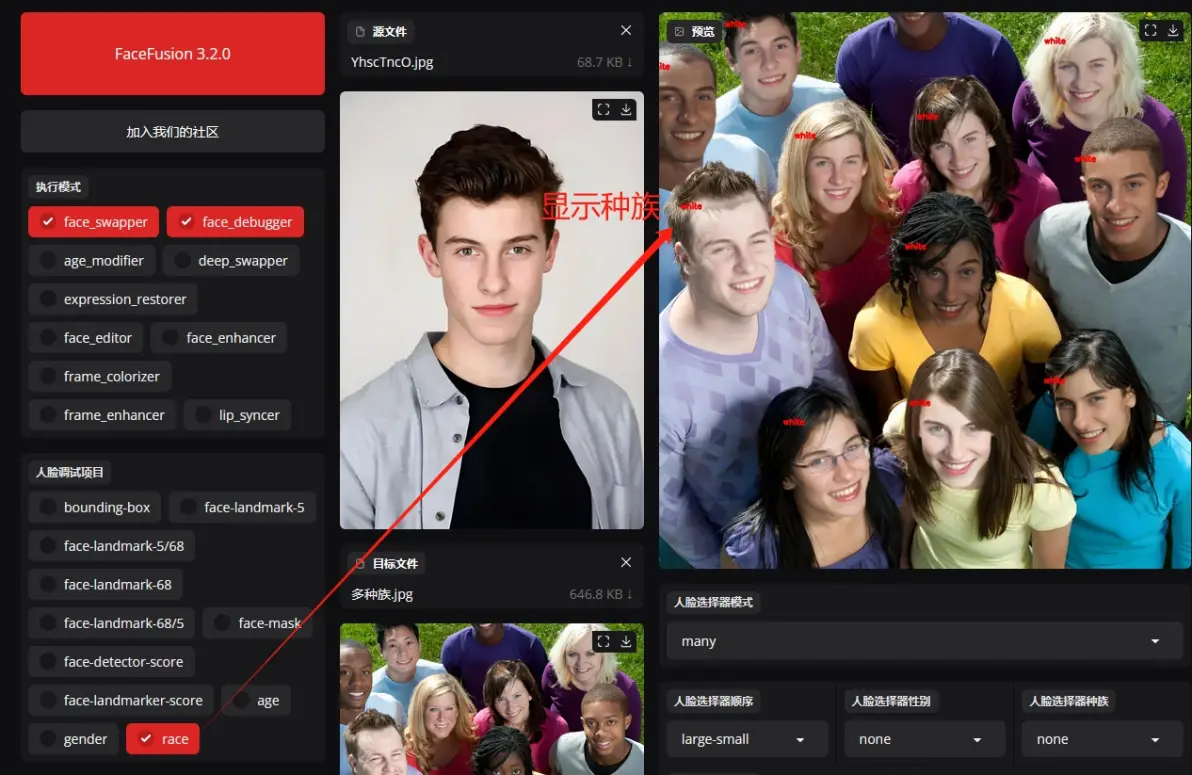 FaceFusion 3.2.0
加入我们的社区
执行模式
face_swapper
face_debugger
age_modifier
deep_swapper
expression_restorer
face_editor
face_enhancer
frame_colorizer
frame_enhancer
lip_syncer
人脸调试项目
bounding-box
face-landmark-5
face-landmark-5/68
face-landmark-68
face-landmark-68/5
face-mask
face-detector-score
face-landmarker-score
age
gender
race
源文件
YhscTncO.jpg
68.7 KB ↓
显示种族
目标文件
多种族.jpg
646.8 KB ↓
预览
white
white
ite
white
white
white
white
white
white
white
white
人脸选择器模式
many
人脸选择器顺序
large-small
人脸选择器性别
none
人脸选择器种族
none